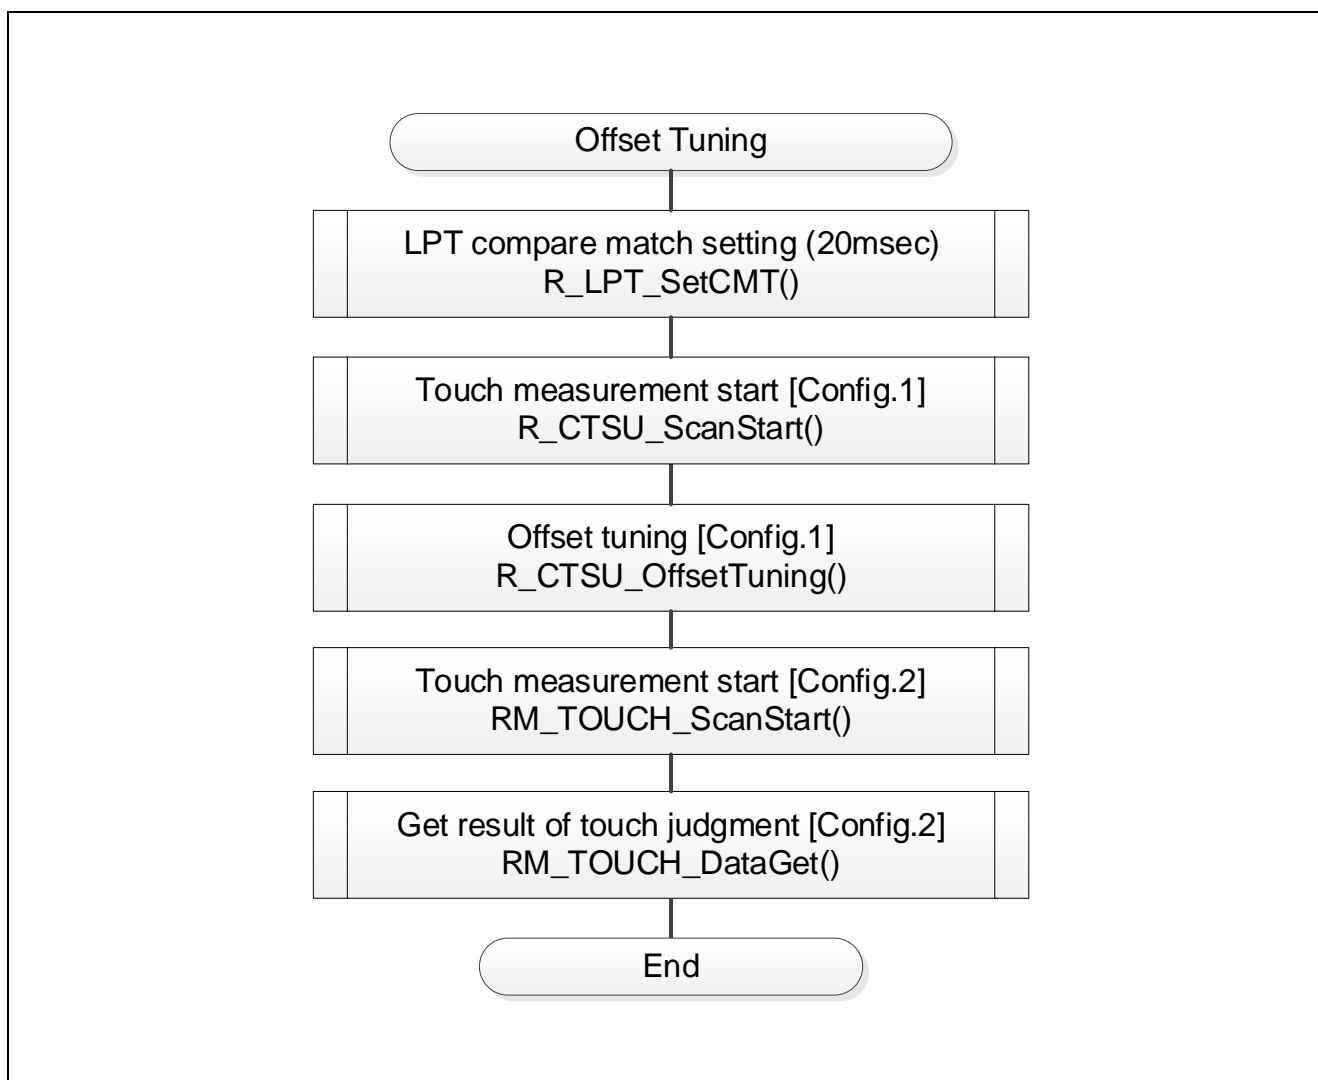 Offset Tuning
LPT compare match setting (20msec)
R_LPT_SetCMT()
Touch measurement start [Config.1]
R_CTSU_ScanStart()
Offset tuning [Config.1]
R_CTSU_OffsetTuning()
Touch measurement start [Config.2]
RM_TOUCH_ScanStart()
Get result of touch judgment [Config.2]
RM_TOUCH_DataGet()
End